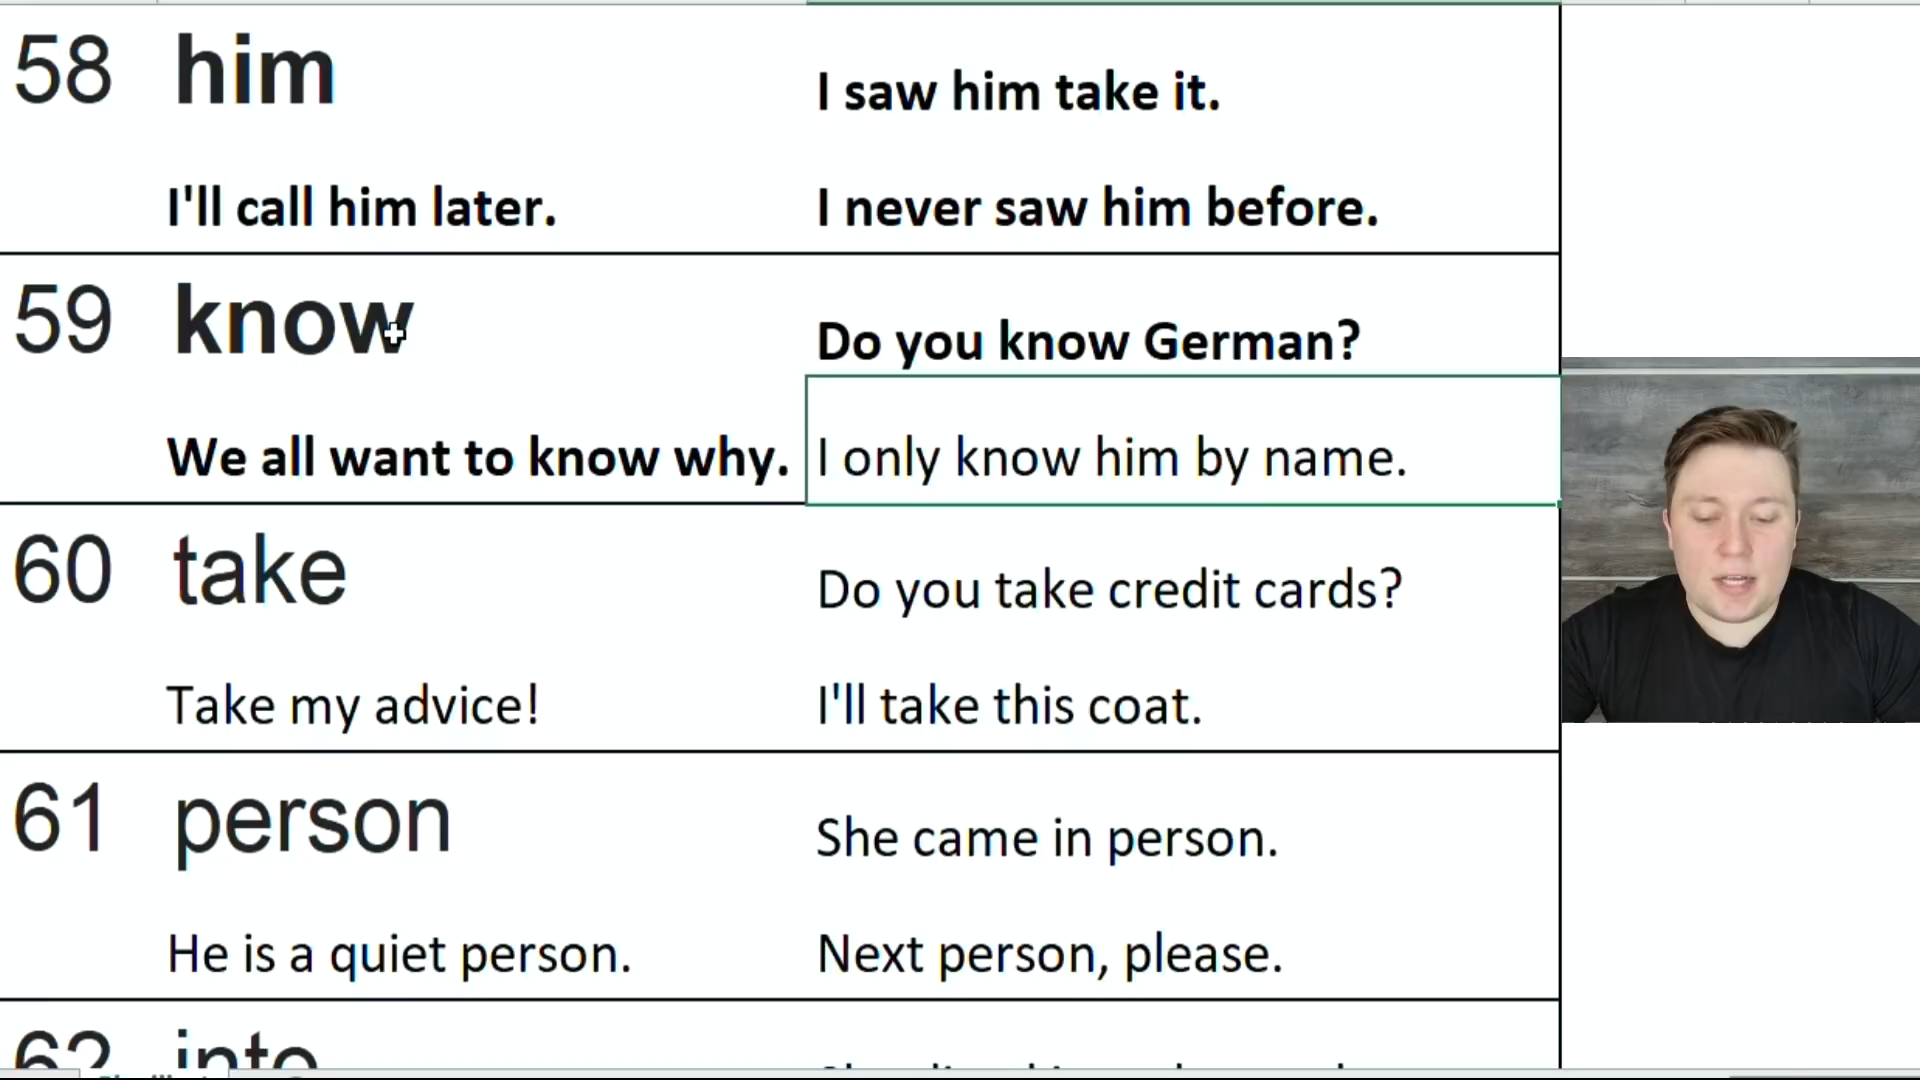 58 him
I saw him take it.
I'll call him later.
I never saw him before.
59 know
Do you know German?
We all want to know why.
I only know him by name.
60 take
Do you take credit cards?
Take my advice!
I'll take this coat.
61 person
She came in person.
He is a quiet person.
Next person, please.
62 into